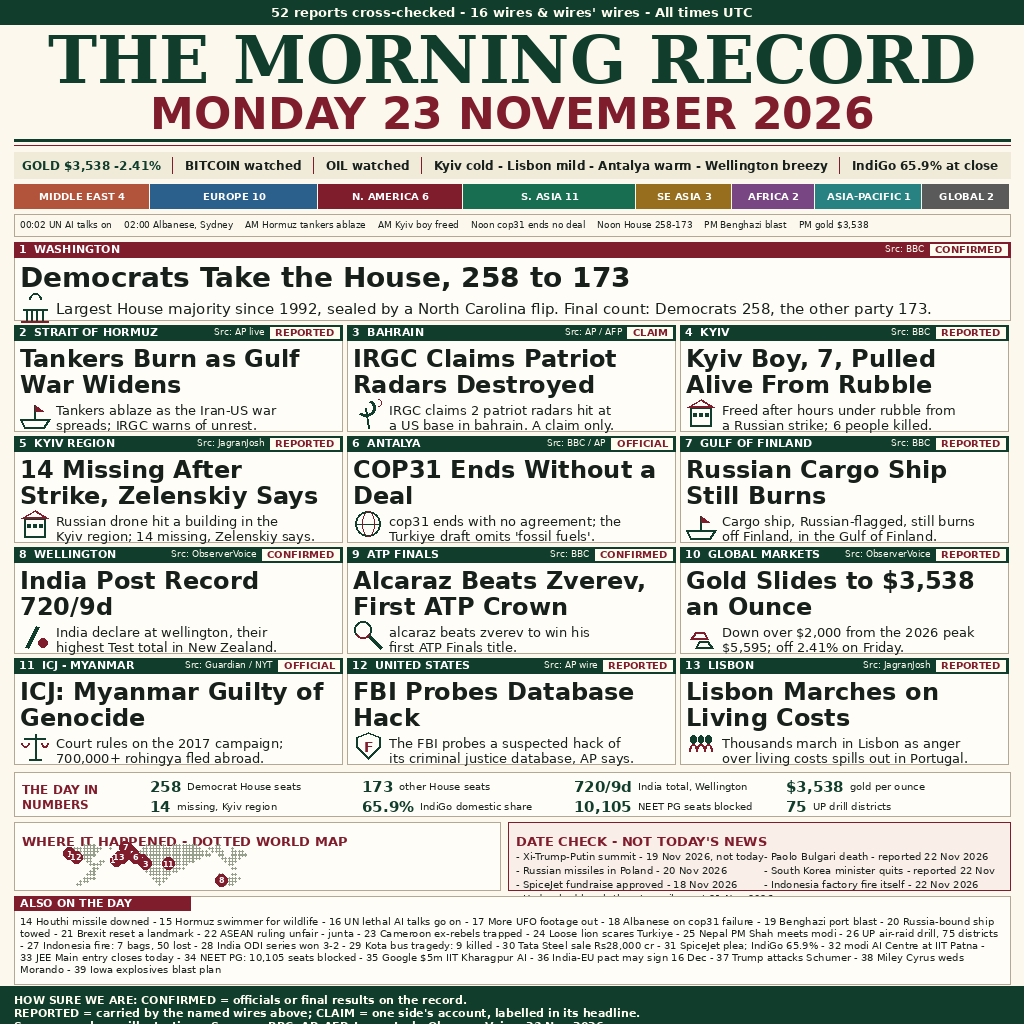 52 reports cross-checked - 16 wires & wires' wires - All times UTC
THE MORNING RECORD
MONDAY 23 NOVEMBER 2026
GOLD $3,538 -2.41% BITCOIN watched OIL watched Kyiv cold - Lisbon mild - Antalya warm - Wellington breezy IndiGo 65.9% at close
MIDDLE EAST 4 EUROPE 10 N. AMERICA 6 S. ASIA 11 SE ASIA 3 AFRICA 2 ASIA-PACIFIC 1 GLOBAL 2
00:02 UN AI talks on 02:00 Albanese, Sydney AM Hormuz tankers ablaze AM Kyiv boy freed Noon cop31 ends no deal Noon House 258-173 PM Benghazi blast PM gold $3,538
1 WASHINGTON Src: BBC CONFIRMED
Democrats Take the House, 258 to 173
Largest House majority since 1992, sealed by a North Carolina flip. Final count: Democrats 258, the other party 173.
2 STRAIT OF HORMUZ Src: AP live REPORTED
Tankers Burn as Gulf
War Widens
Tankers ablaze as the Iran-US war
spreads; IRGC warns of unrest.
3 BAHRAIN Src: AP / AFP CLAIM
IRGC Claims Patriot
Radars Destroyed
IRGC claims 2 patriot radars hit at
a US base in bahrain. A claim only.
4 KYIV Src: BBC REPORTED
Kyiv Boy, 7, Pulled
Alive From Rubble
Freed after hours under rubble from
a Russian strike; 6 people killed.
5 KYIV REGION Src: JagranJosh REPORTED
14 Missing After
Strike, Zelenskiy Says
Russian drone hit a building in the
Kyiv region; 14 missing, Zelenskiy says.
6 ANTALYA Src: BBC / AP OFFICIAL
COP31 Ends Without a
Deal
cop31 ends with no agreement; the
Turkiye draft omits 'fossil fuels'.
7 GULF OF FINLAND Src: BBC REPORTED
Russian Cargo Ship
Still Burns
Cargo ship, Russian-flagged, still burns
off Finland, in the Gulf of Finland.
8 WELLINGTON Src: ObserverVoice CONFIRMED
India Post Record
720/9d
India declare at wellington, their
highest Test total in New Zealand.
9 ATP FINALS Src: BBC CONFIRMED
Alcaraz Beats Zverev,
First ATP Crown
alcaraz beats zverev to win his
first ATP Finals title.
10 GLOBAL MARKETS Src: ObserverVoice REPORTED
Gold Slides to $3,538
an Ounce
Down over $2,000 from the 2026 peak
$5,595; off 2.41% on Friday.
11 ICJ - MYANMAR Src: Guardian / NYT OFFICIAL
ICJ: Myanmar Guilty of
Genocide
Court rules on the 2017 campaign;
700,000+ rohingya fled abroad.
12 UNITED STATES Src: AP wire REPORTED
FBI Probes Database
Hack
F
The FBI probes a suspected hack of
its criminal justice database, AP says.
13 LISBON Src: JagranJosh REPORTED
Lisbon Marches on
Living Costs
Thousands march in Lisbon as anger
over living costs spills out in Portugal.
THE DAY IN
NUMBERS
258 Democrat House seats 173 other House seats 720/9d India total, Wellington $3,538 gold per ounce
14 missing, Kyiv region 65.9% IndiGo domestic share 10,105 NEET PG seats blocked 75 UP drill districts
WHERE IT HAPPENED - DOTTED WORLD MAP
12 13 7 6 3 11 8
DATE CHECK - NOT TODAY'S NEWS
- Xi-Trump-Putin summit - 19 Nov 2026, not today
- Russian missiles in Poland - 20 Nov 2026
- SpiceJet fundraise approved - 18 Nov 2026
- Paolo Bulgari death - reported 22 Nov 2026
- South Korea minister quits - reported 22 Nov
- Indonesia factory fire itself - 22 Nov 2026
ALSO ON THE DAY
14 Houthi missile downed - 15 Hormuz swimmer for wildlife - 16 UN lethal AI talks go on - 17 More UFO footage out - 18 Albanese on cop31 failure - 19 Benghazi port blast - 20 Russia-bound ship
towed - 21 Brexit reset a landmark - 22 ASEAN ruling unfair - junta - 23 Cameroon ex-rebels trapped - 24 Loose lion scares Turkiye - 25 Nepal PM Shah meets modi - 26 UP air-raid drill, 75 districts
- 27 Indonesia fire: 7 bags, 50 lost - 28 India ODI series won 3-2 - 29 Kota bus tragedy: 9 killed - 30 Tata Steel sale Rs28,000 cr - 31 SpiceJet plea; IndiGo 65.9% - 32 modi AI Centre at IIT Patna -
33 JEE Main entry closes today - 34 NEET PG: 10,105 seats blocked - 35 Google $5m IIT Kharagpur AI - 36 India-EU pact may sign 16 Dec - 37 Trump attacks Schumer - 38 Miley Cyrus weds
Morando - 39 Iowa explosives blast plan
HOW SURE WE ARE: CONFIRMED = officials or final results on the record.
REPORTED = carried by the named wires above; CLAIM = one side's account, labelled in its headline.